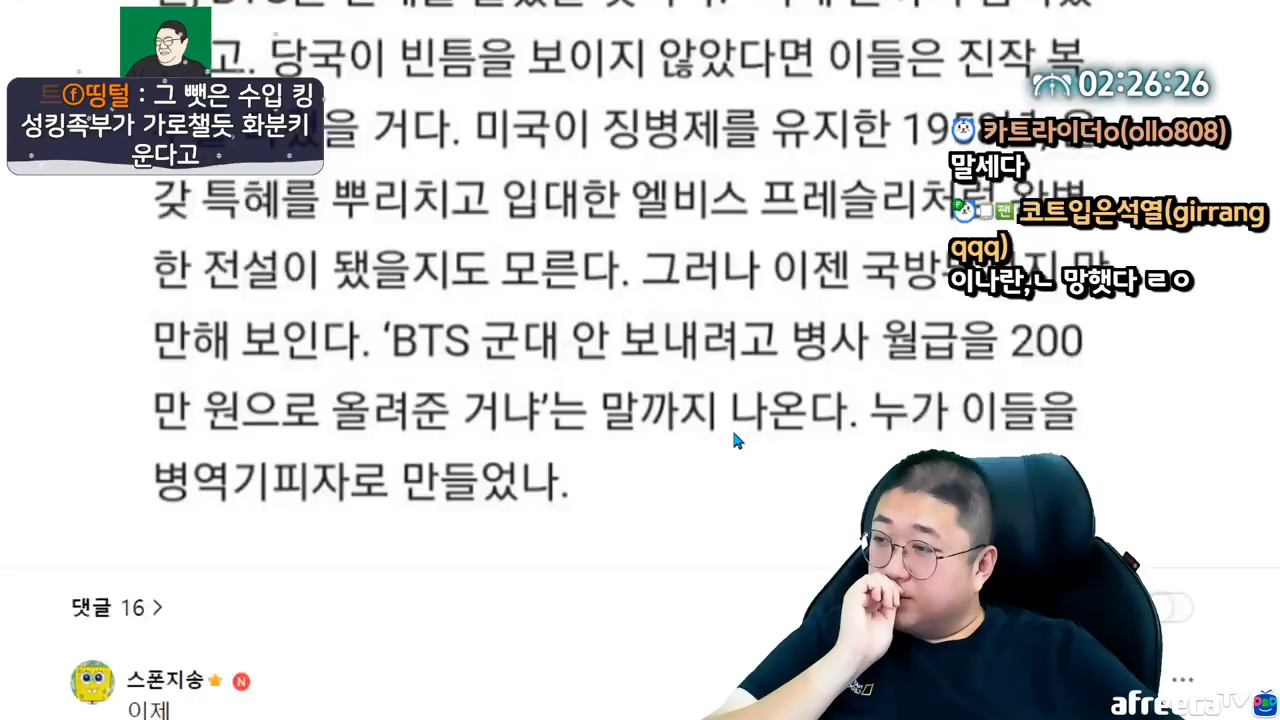 고. 당국이 빈틈을 보이지 않았다면 이들은 진작 복
을 거다. 미국이 징병제를 유지한
갖 특혜를 뿌리치고 입대한 엘비스 프레슬리처럼 완벽
한 전설이 됐을지도 모른다. 그러나 이젠 국방
만해 보인다. ‘BTS 군대 안 보내려고 병사 월급을 200
만 원으로 올려준 거냐’는 말까지 나온다. 누가 이들을
병역기피자로 만들었나.
트ⓕ띵털 : 그 뺏은 수입 킹
성킹족부가 가로챌듯 화분키
운다고
02:26:26
카트라이더o(ollo808)
말세다
팬 코트입은석열(girrang
qqq)
이나란,ㄴ 망햇다 ㄹㅇ
댓글 16 >
스폰지송 N
이제
afreecaTV